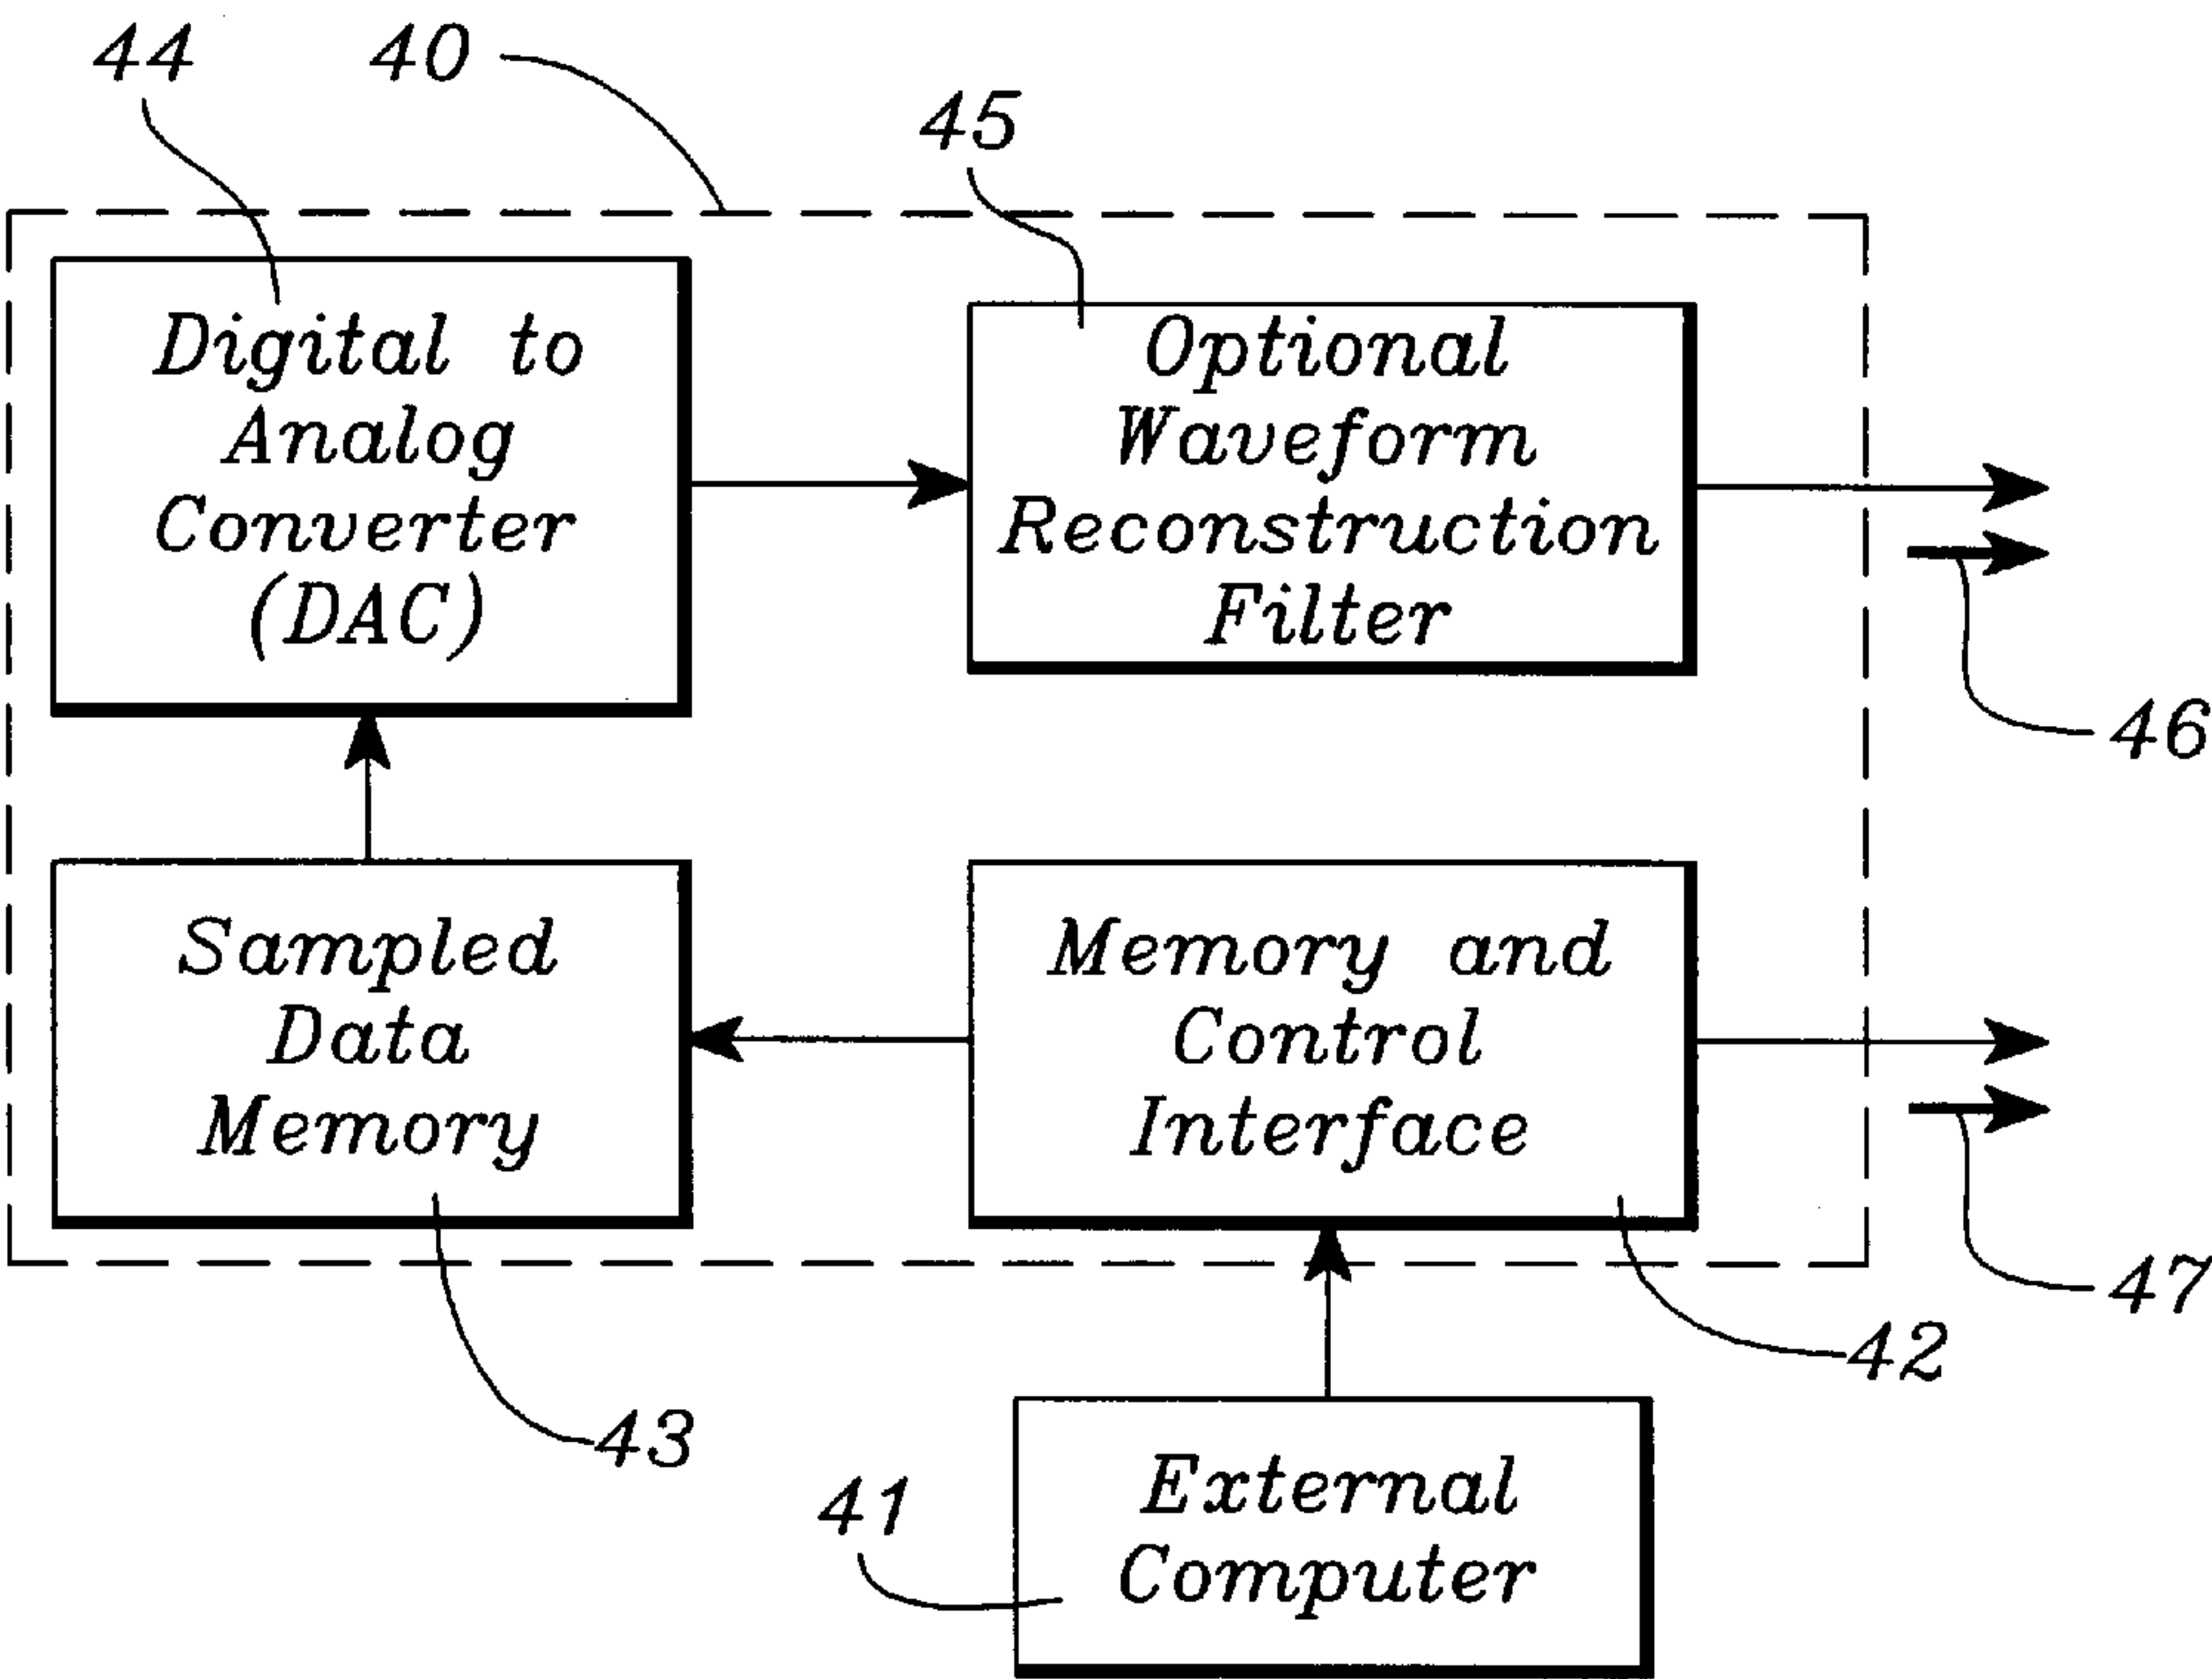 44
40
45
Digital to
Analog
Converter
(DAC)
Optional
Waveform
Reconstruction
Filter
46
Sampled
Data
Memory
Memory and
Control
Interface
47
42
43
41
External
Computer